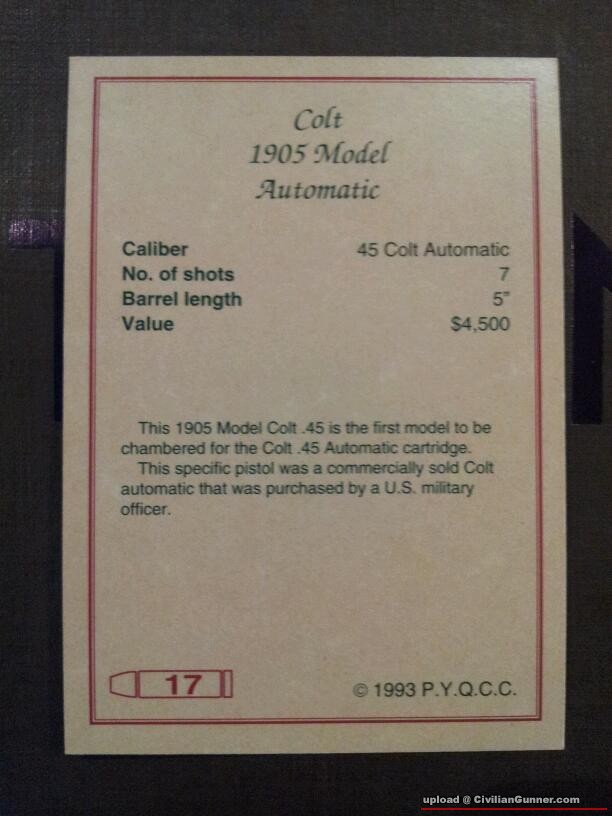 Colt
1905 Model
Automatic
Caliber 45 Colt Automatic
No. of shots 7
Barrel length 5"
Value $4,500
This 1905 Model Colt .45 is the first model to be
chambered for the Colt .45 Automatic cartridge.
This specific pistol was a commercially sold Colt
automatic that was purchased by a U.S. military
officer.
17 © 1993 P.Y.Q.C.C.
upload @ CivilianGunner.com